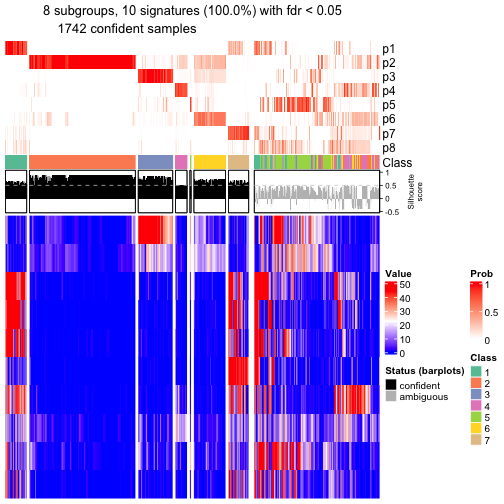 8 subgroups, 10 signatures (100.0%) with fdr < 0.05
1742 confident samples
p1
p2
p3
p4
p5
p6
p7
p8
Class
1
0.5
0
-0.5
Silhouette
score
Value
50
40
30
20
10
0
Prob
1
0.5
0
Status (barplots)
confident
ambiguous
Class
1
2
3
4
5
6
7